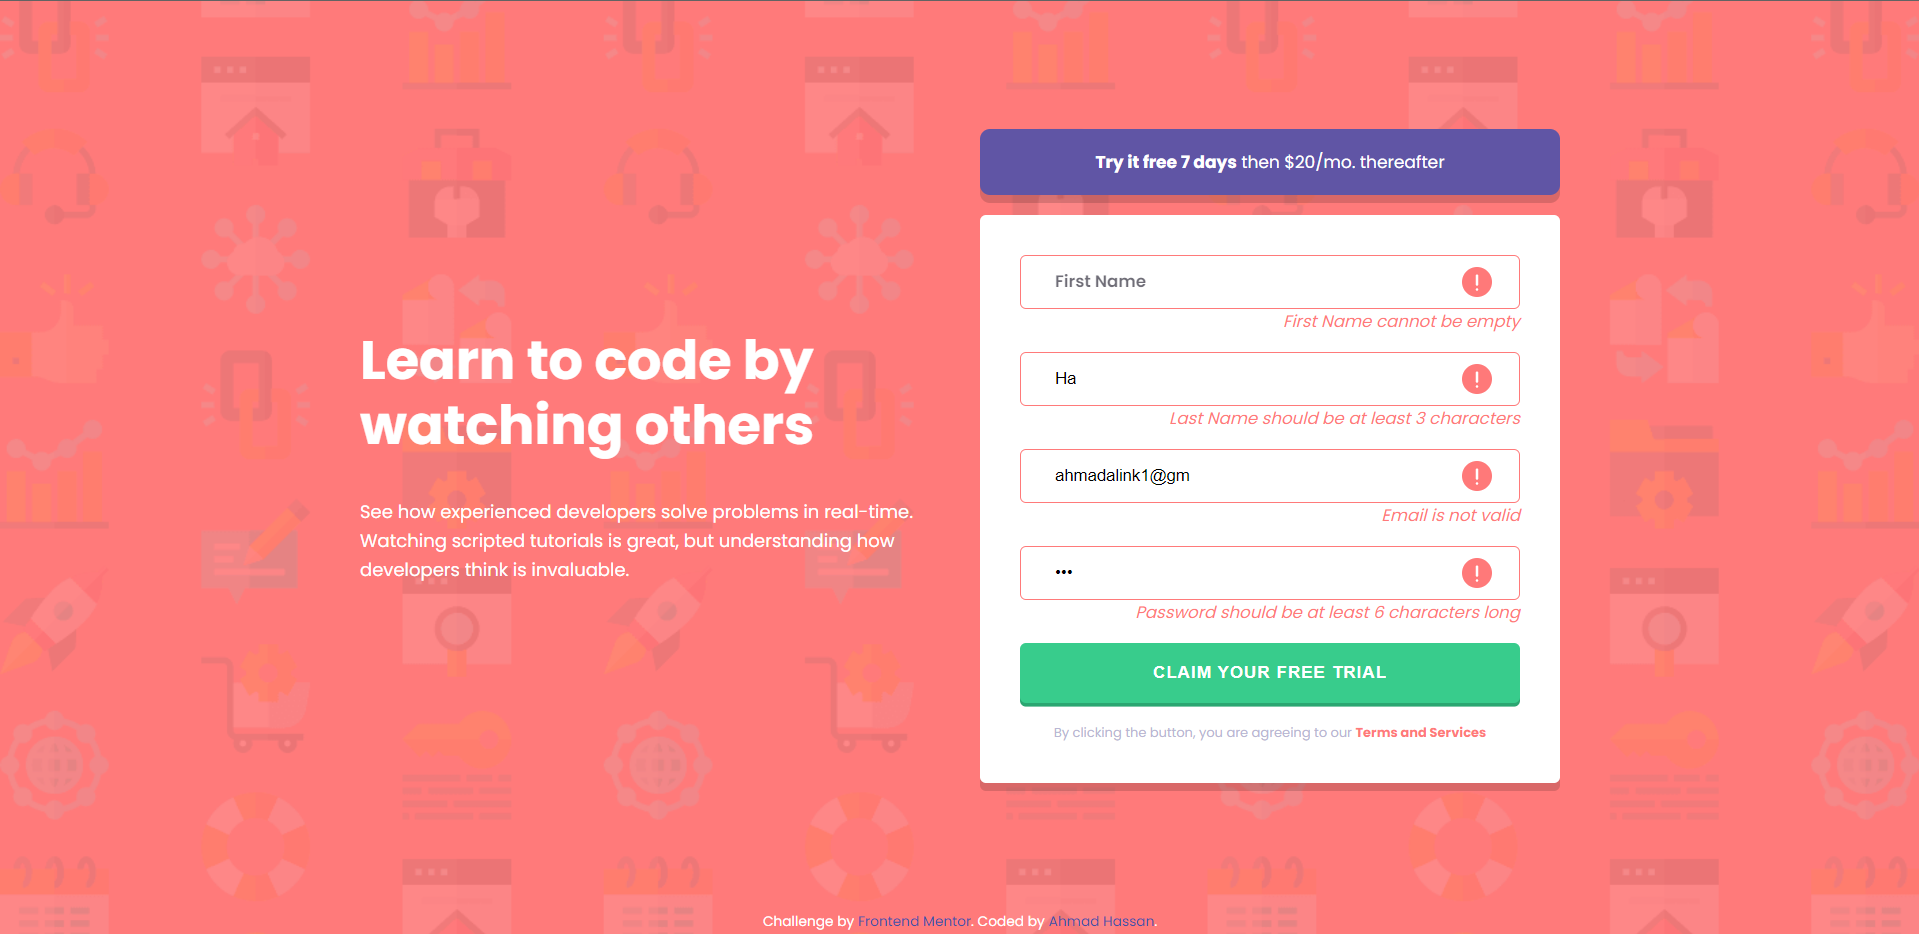 Learn to code by
watching others
See how experienced developers solve problems in real-time.
Watching scripted tutorials is great, but understanding how
developers think is invaluable.
Try it free 7 days then $20/mo. thereafter
First Name
First Name cannot be empty
Ha
Last Name should be at least 3 characters
ahmadalink1@gm
Email is not valid
•••
Password should be at least 6 characters long
CLAIM YOUR FREE TRIAL
By clicking the button, you are agreeing to our Terms and Services
Challenge by Frontend Mentor. Coded by Ahmad Hassan.